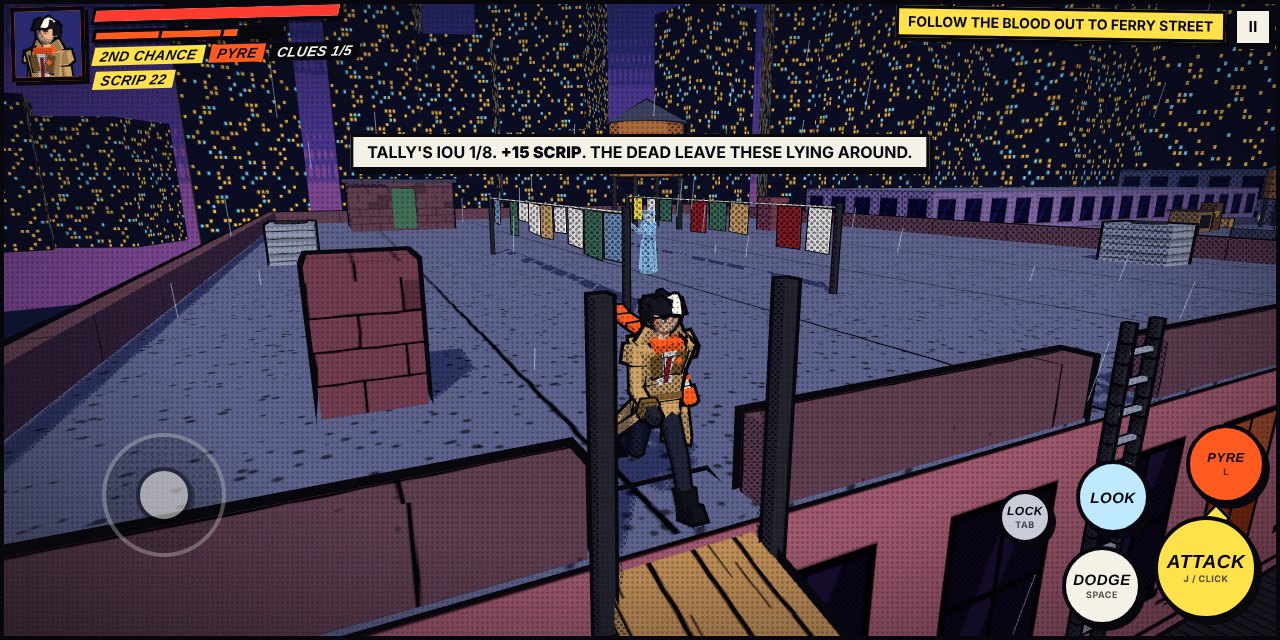 FOLLOW THE BLOOD OUT TO FERRY STREET
2ND CHANCE PYRE CLUES 1/5
SCRIP 22
TALLY'S IOU 1/8. +15 SCRIP. THE DEAD LEAVE THESE LYING AROUND.
PYRE
L
LOOK
LOCK
TAB
ATTACK
J / CLICK
DODGE
SPACE